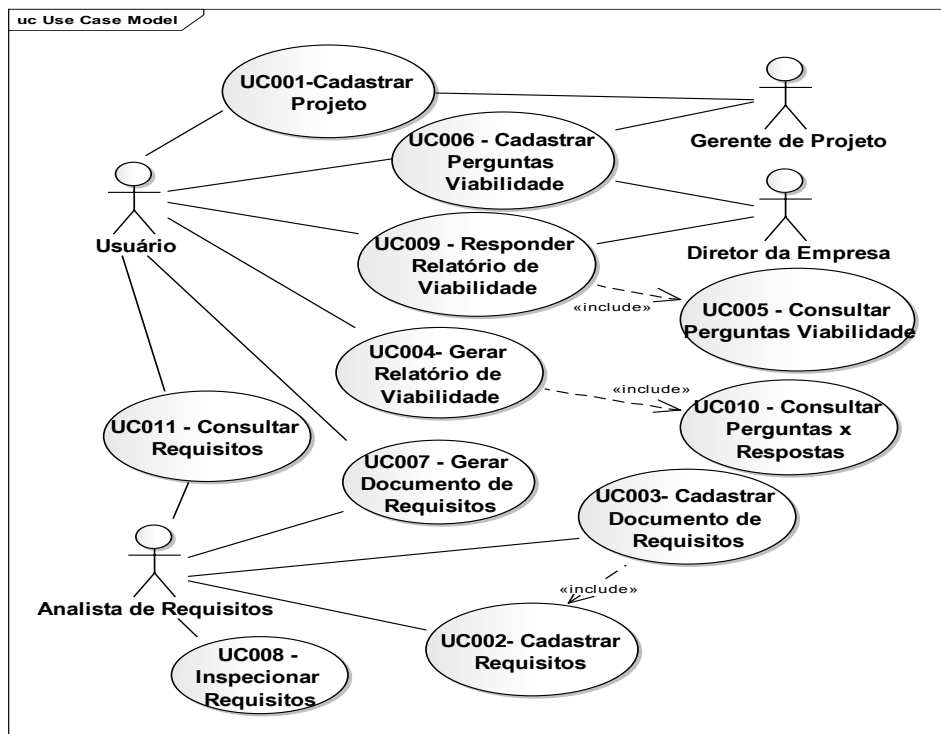 uc Use Case Model
UC001-Cadastrar
Projeto
Gerente de Projeto
UC006 - Cadastrar
Perguntas
Viabilidade
Usuário
UC009 - Responder
Relatório de
Viabilidade
Diretor da Empresa
«include»
UC005 - Consultar
Perguntas Viabilidade
UC004- Gerar
Relatório de
Viabilidade
«include»
UC010 - Consultar
Perguntas x
Respostas
UC011 - Consultar
Requisitos
UC007 - Gerar
Documento de
Requisitos
UC003- Cadastrar
Documento de
Requisitos
«include»
Analista de Requisitos
UC002- Cadastrar
Requisitos
UC008 -
Inspecionar
Requisitos